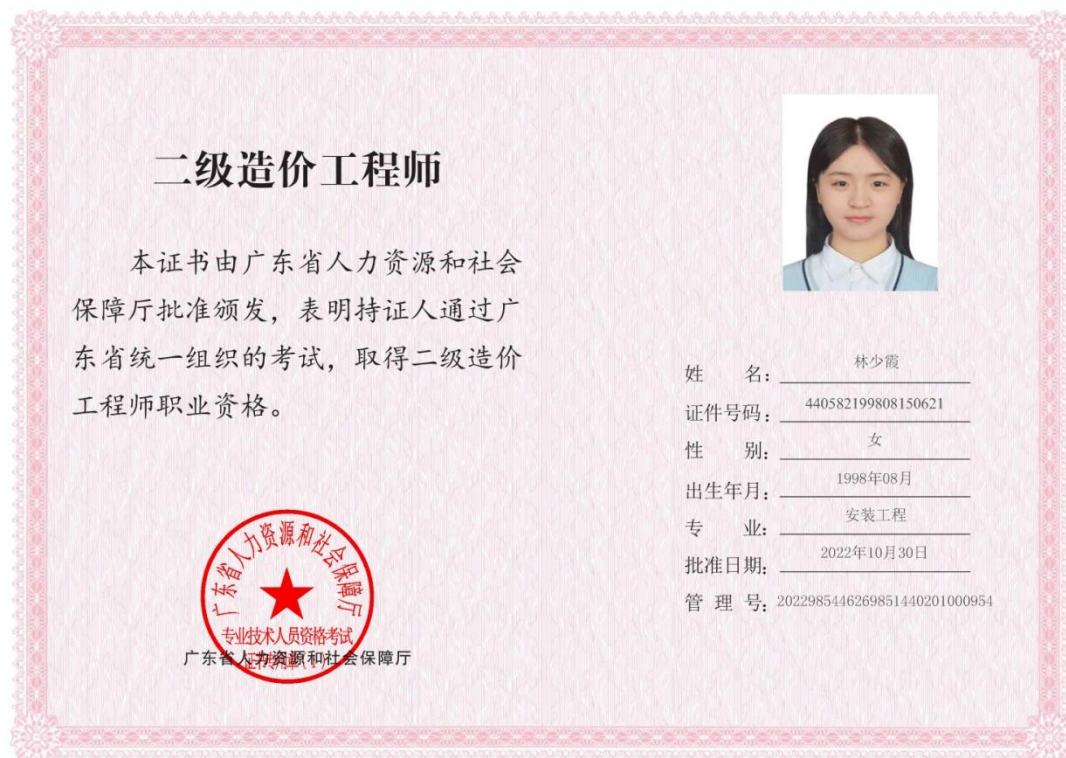 二级造价工程师
本证书由广东省人力资源和社会
保障厅批准颁发，表明持证人通过广
东省统一组织的考试，取得二级造价
工程师职业资格。
姓名：林少霞
证件号码：440582199808150621
性别：女
出生年月：1998年08月
专业：安装工程
批准日期：2022年10月30日
管理号：20229854462698514402010​00954
广东省人力资源和社会保障厅
专业技术人员资格考试
广东省人力资源和社会保障厅